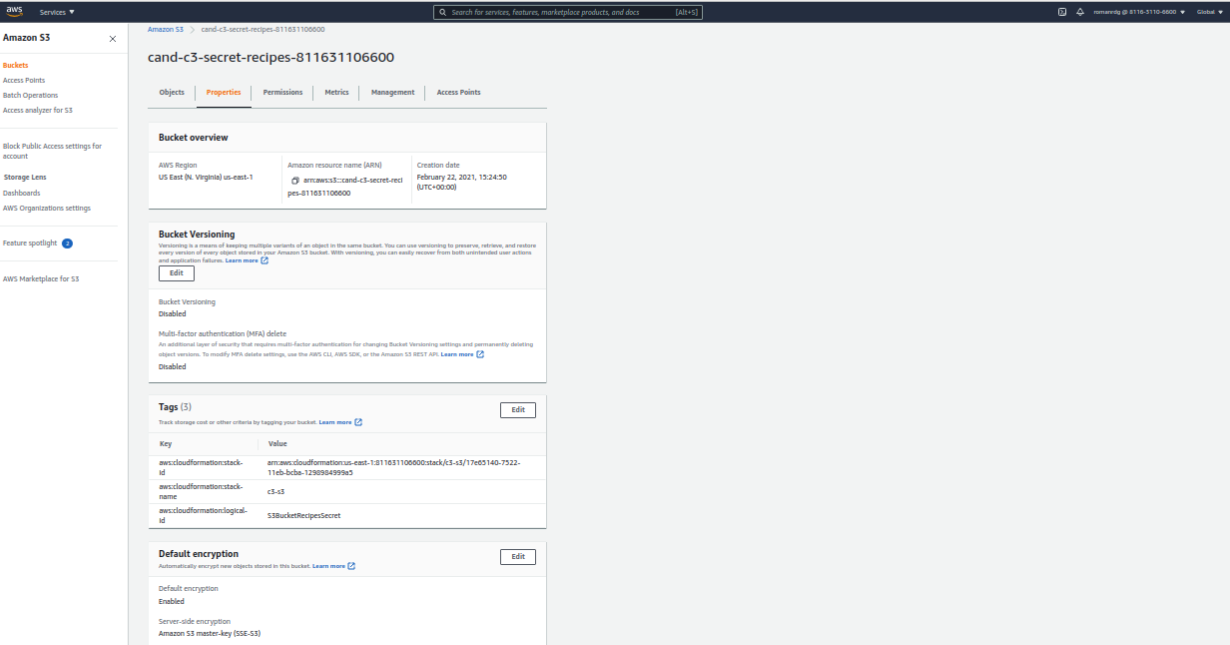 aws
Services ▼
Search for services, features, marketplace products, and docs [Alt+S]
romanrdg @ 8116-3110-6600 ▼
Global ▼
Amazon S3
Buckets
Access Points
Batch Operations
Access analyzer for S3
Block Public Access settings for
account
Storage Lens
Dashboards
AWS Organizations settings
Feature spotlight 2
AWS Marketplace for S3
Amazon S3 > cand-c3-secret-recipes-811631106600
cand-c3-secret-recipes-811631106600
Objects Properties Permissions Metrics Management Access Points
Bucket overview
AWS Region
US East (N. Virginia) us-east-1
Amazon resource name (ARN)
arn:aws:s3:::cand-c3-secret-reci
pes-811631106600
Creation date
February 22, 2021, 15:24:50
(UTC+00:00)
Bucket Versioning
Versioning is a means of keeping multiple variants of an object in the same bucket. You can use versioning to preserve, retrieve, and restore
every version of every object stored in your Amazon S3 bucket. With versioning, you can easily recover from both unintended user actions
and application failures. Learn more
Edit
Bucket Versioning
Disabled
Multi-factor authentication (MFA) delete
An additional layer of security that requires multi-factor authentication for changing Bucket Versioning settings and permanently deleting
object versions. To modify MFA delete settings, use the AWS CLI, AWS SDK, or the Amazon S3 REST API. Learn more
Disabled
Tags (3)
Edit
Track storage cost or other criteria by tagging your bucket. Learn more
Key Value
aws:cloudformation:stack-
id
arn:aws:cloudformation:us-east-1:811631106600:stack/c3-s3/17e65140-7522-
11eb-bcba-1298984999a5
aws:cloudformation:stack-
name
c3-s3
aws:cloudformation:logical-
id
S3BucketRecipesSecret
Default encryption
Edit
Automatically encrypt new objects stored in this bucket. Learn more
Default encryption
Enabled
Server-side encryption
Amazon S3 master-key (SSE-S3)